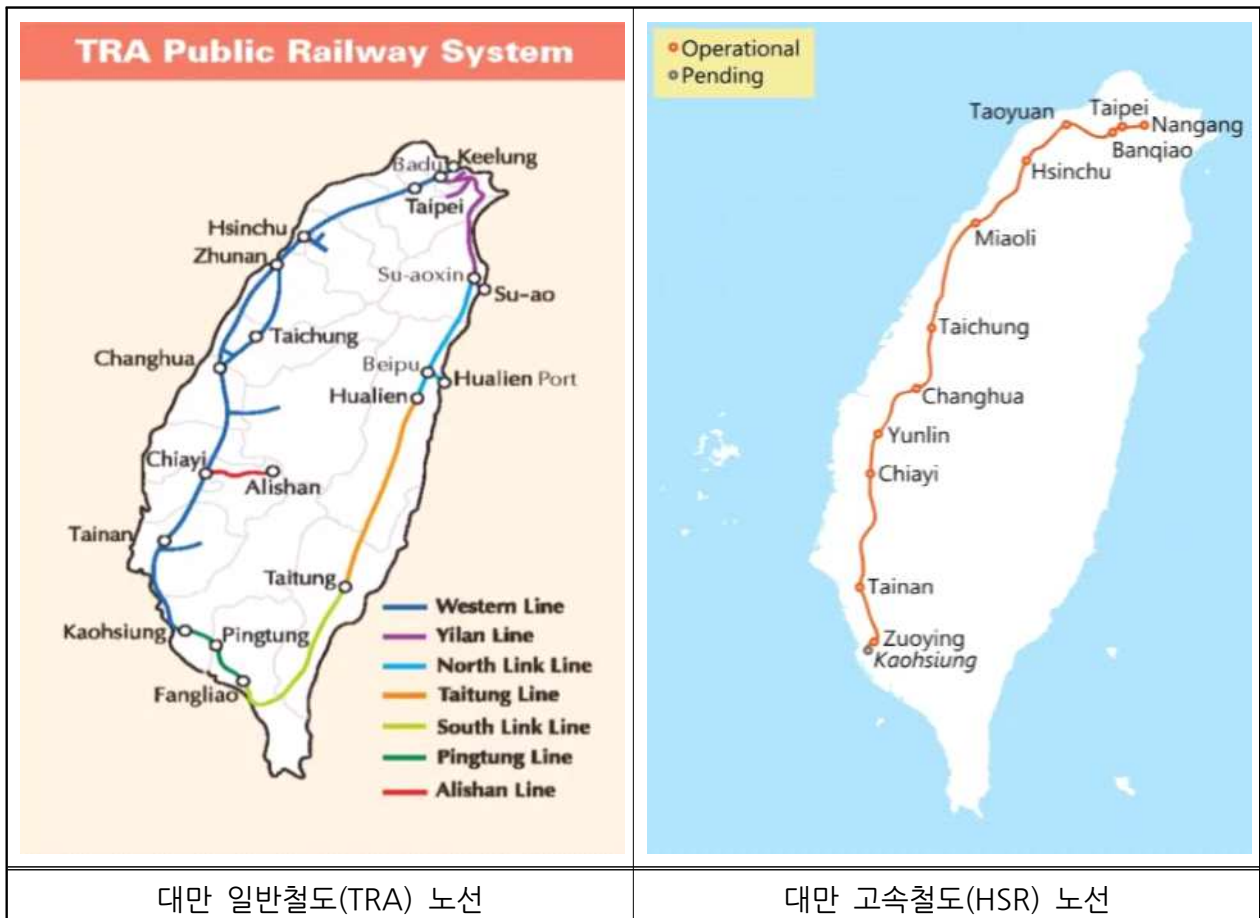 TRA Public Railway System
Keelung
Badu
Taipei
Hsinchu
Zhunan
Su-aoxin
Su-ao
Taichung
Changhua
Beipu
Hualien Port
Hualien
Chiayi
Alishan
Tainan
Taitung
Kaohsiung
Pingtung
Fangliao
Western Line
Yilan Line
North Link Line
Taitung Line
South Link Line
Pingtung Line
Alishan Line
대만 일반철도(TRA) 노선
Operational
Pending
Taoyuan
Taipei
Nangang
Banqiao
Hsinchu
Miaoli
Taichung
Changhua
Yunlin
Chiayi
Tainan
Zuoying
Kaohsiung
대만 고속철도(HSR) 노선